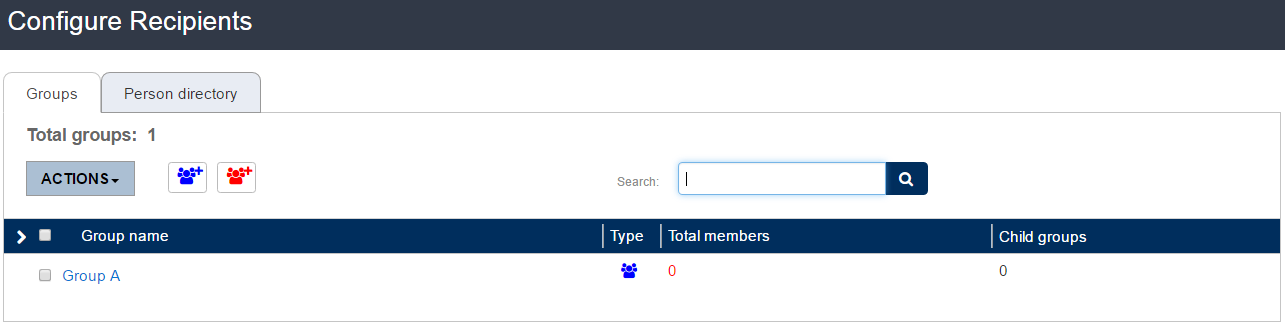 Configure Recipients
Groups Person directory
Total groups: 1
ACTIONS Search:
Group name Type Total members Child groups
Group A 0 0